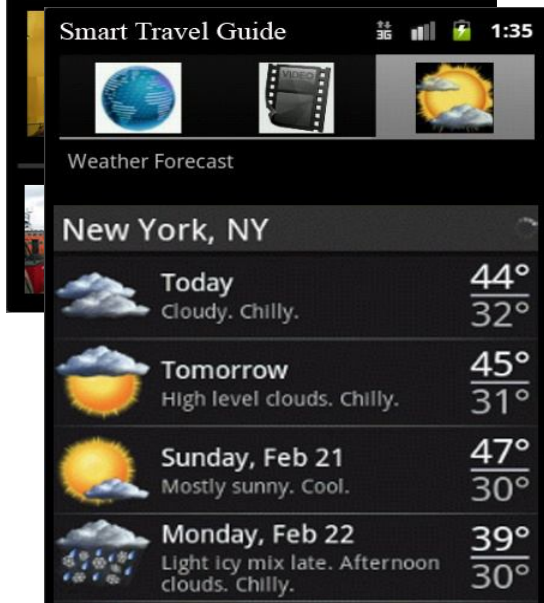 Smart Travel Guide 3G 1:35
VIDEO
Weather Forecast
New York, NY
Today 44°
Cloudy. Chilly. 32°
Tomorrow 45°
High level clouds. Chilly. 31°
Sunday, Feb 21 47°
Mostly sunny. Cool. 30°
Monday, Feb 22 39°
Light icy mix late. Afternoon 30°
clouds. Chilly.